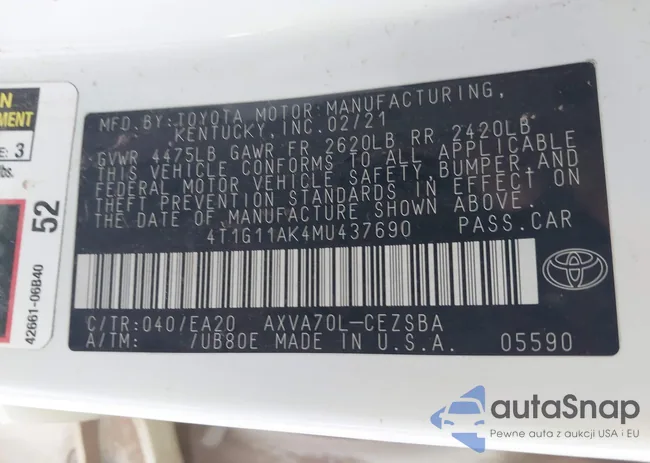 MFD. BY: TOYOTA MOTOR MANUFACTURING,
KENTUCKY, INC. 02/21
GVWR 4475LB GAWR FR 2620LB RR 2420LB
THIS VEHICLE CONFORMS TO ALL APPLICABLE
FEDERAL MOTOR VEHICLE SAFETY, BUMPER, AND
THEFT PREVENTION STANDARDS IN EFFECT ON
THE DATE OF MANUFACTURE SHOWN ABOVE.
4T1G11AK4MU437690 PASS.CAR
C/TR: 040/EA20 AXVA70L-CEZSBA
A/TM: /UB80E MADE IN U.S.A. 05590
: 3
lbs.
52
42661-06B40
autaSnap
Pewne auta z aukcji USA i EU